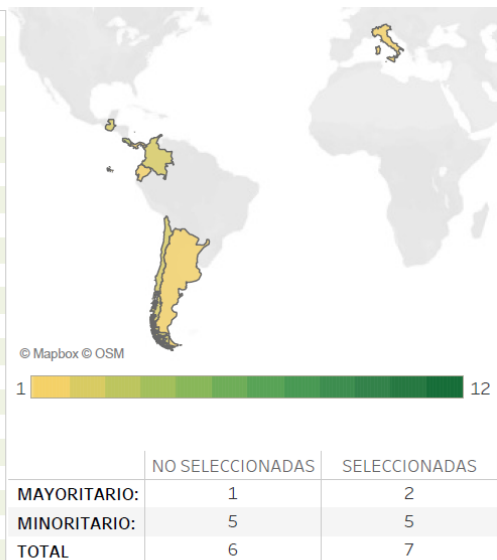 © Mapbox © OSM
1 12
NO SELECCIONADAS SELECCIONADAS
MAYORITARIO: 1 2
MINORITARIO: 5 5
TOTAL 6 7